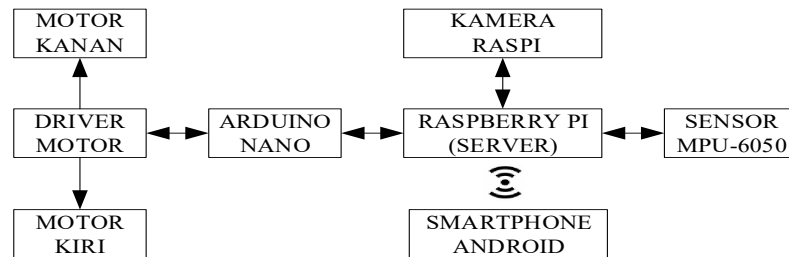 MOTOR
KANAN
KAMERA
RASPI
DRIVER
MOTOR
ARDUINO
NANO
RASPBERRY PI
(SERVER)
SENSOR
MPU-6050
MOTOR
KIRI
SMARTPHONE
ANDROID